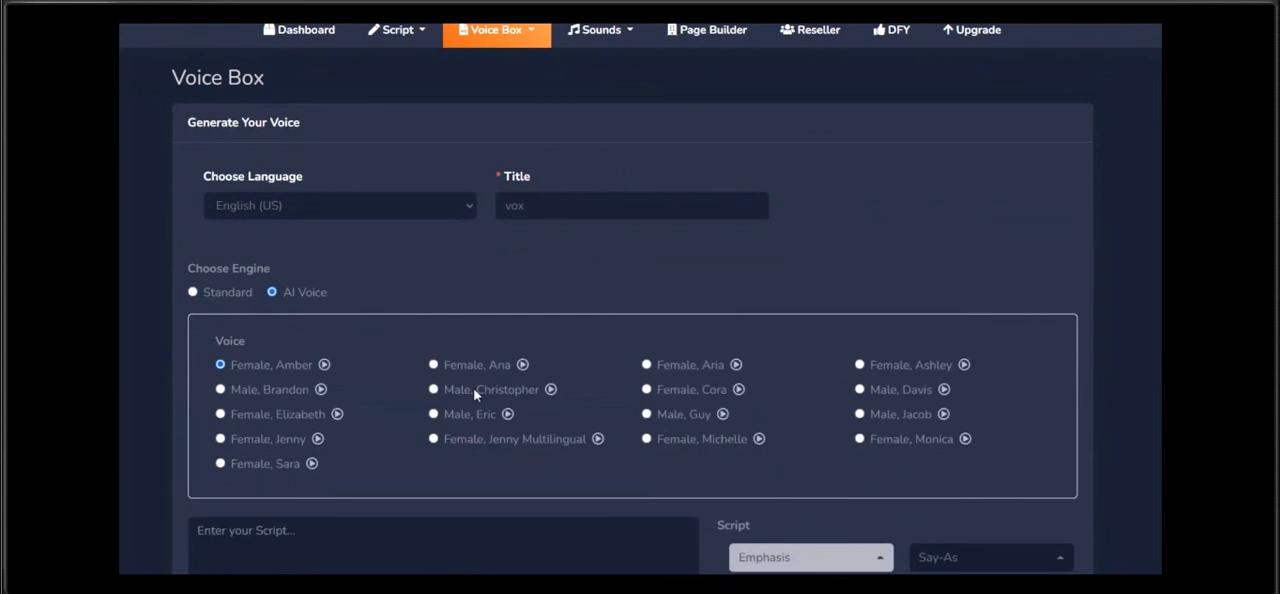 Dashboard Script Voice Box Sounds Page Builder Reseller DFY Upgrade
Voice Box
Generate Your Voice
Choose Language * Title
English (US) vox
Choose Engine
Standard AI Voice
Voice
Female, Amber Female, Ana Female, Aria Female, Ashley
Male, Brandon Male, Christopher Female, Cora Male, Davis
Female, Elizabeth Male, Eric Male, Guy Male, Jacob
Female, Jenny Female, Jenny Multilingual Female, Michelle Female, Monica
Female, Sara
Enter your Script... Script
Emphasis Say-As